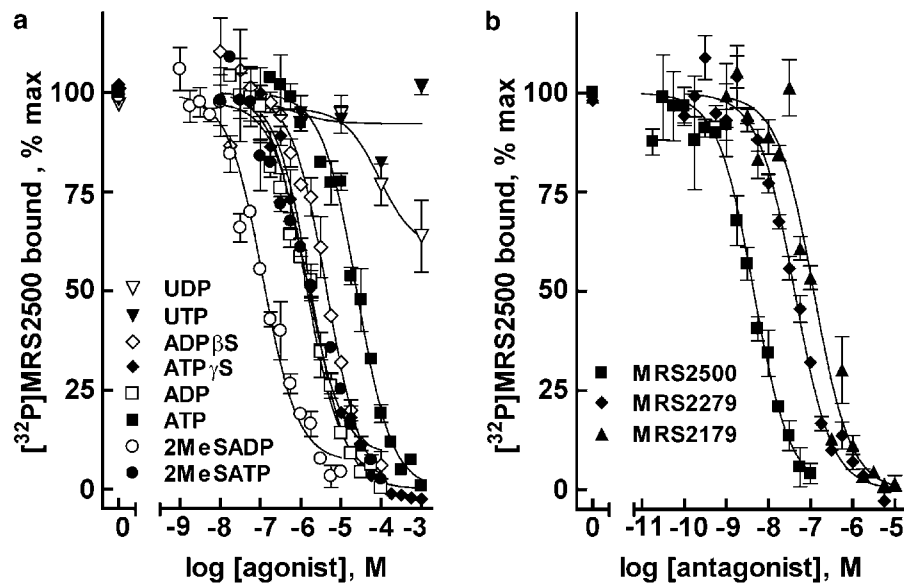 a
[³²P]MRS2500 bound, % max
100
75
50
25
0
UDP
UTP
ADPβS
ATPγS
ADP
ATP
2MeSADP
2MeSATP
0 -9 -8 -7 -6 -5 -4 -3
log [agonist], M
b
[³²P]MRS2500 bound, % max
100
75
50
25
0
MRS2500
MRS2279
MRS2179
0 -11 -10 -9 -8 -7 -6 -5
log [antagonist], M